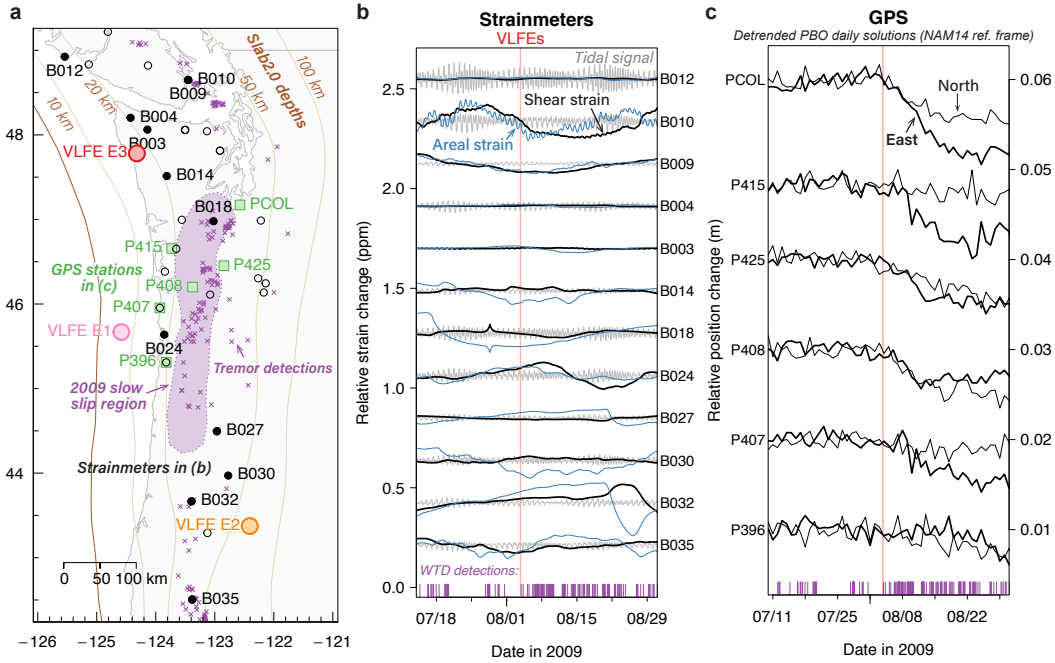 a
B012
B010
B009
B004
B003
VLFE E3
B014
B018
PCOL
P415
P425
GPS stations
in (c)
P408
P407
VLFE E1
B024
P396
Tremor detections
2009 slow
slip region
B027
Strainmeters in (b)
B030
B032
VLFE E2
B035
10 km
20 km
50 km
Slab2.0 depths
100 km
0 50 100 km
48
46
44
−126 −125 −124 −123 −122 −121
b
Strainmeters
VLFEs
Tidal signal
Shear strain
Areal strain
B012
B010
B009
B004
B003
B014
B018
B024
B027
B030
B032
B035
WTD detections:
Relative strain change (ppm)
2.5
2.0
1.5
1.0
0.5
0.0
07/18 08/01 08/15 08/29
Date in 2009
c
GPS
Detrended PBO daily solutions (NAM14 ref. frame)
PCOL
North
East
P415
P425
P408
P407
P396
Relative position change (m)
0.06
0.05
0.04
0.03
0.02
0.01
07/11 07/25 08/08 08/22
Date in 2009